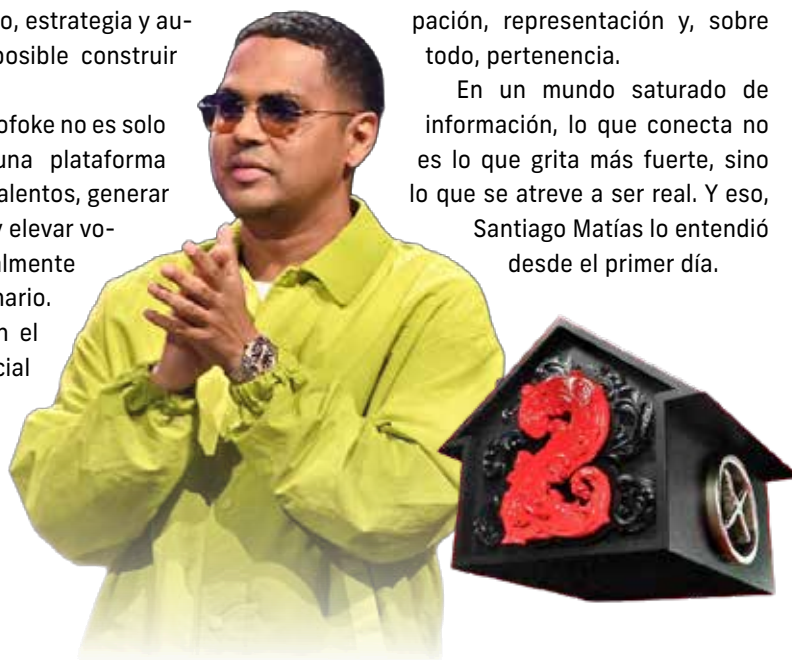 o, estrategia y au-
posible construir
ofoke no es solo
una plataforma
alentos, generar
y elevar vo-
almente
nario.
n el
cial
pación, representación y, sobre
todo, pertenencia.
En un mundo saturado de
información, lo que conecta no
es lo que grita más fuerte, sino
lo que se atreve a ser real. Y eso,
Santiago Matías lo entendió
desde el primer día.
2